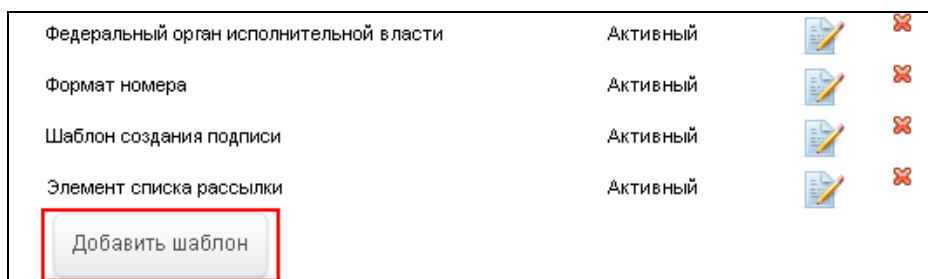 Федеральный орган исполнительной власти Активный
Формат номера Активный
Шаблон создания подписи Активный
Элемент списка рассылки Активный
Добавить шаблон